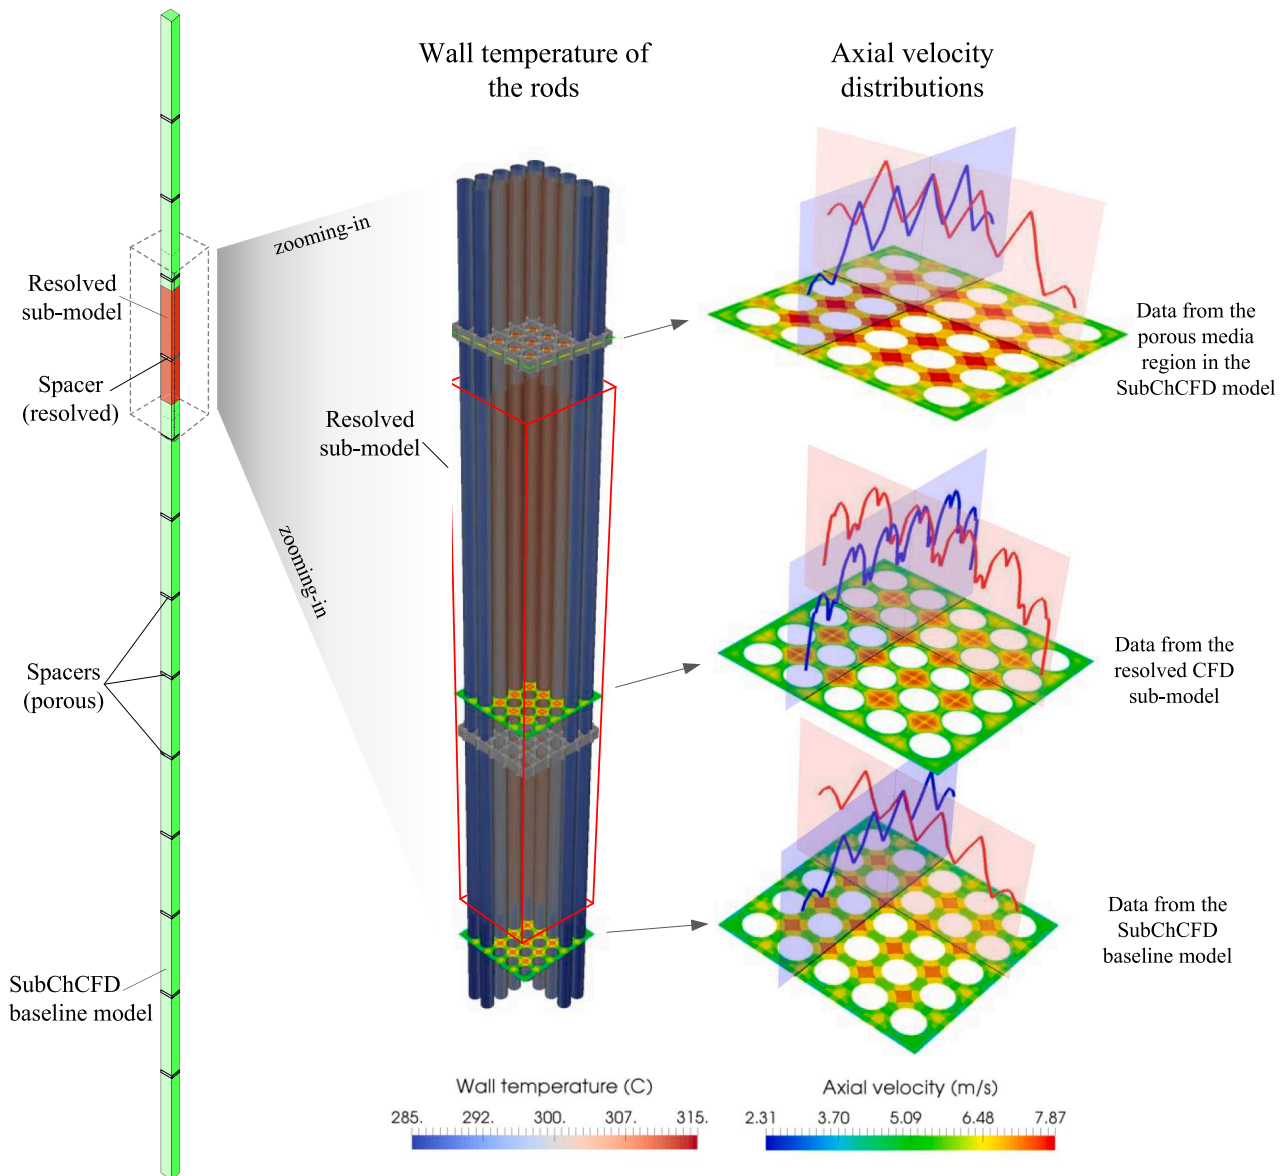 Wall temperature of
the rods
Axial velocity
distributions
zooming-in
Resolved
sub-model
Spacer
(resolved)
Resolved
sub-model
zooming-in
Spacers
(porous)
SubChCFD
baseline model
Data from the
porous media
region in the
SubChCFD model
Data from the
resolved CFD
sub-model
Data from the
SubChCFD
baseline model
Wall temperature (C)
285. 292. 300. 307. 315.
Axial velocity (m/s)
2.31 3.70 5.09 6.48 7.87